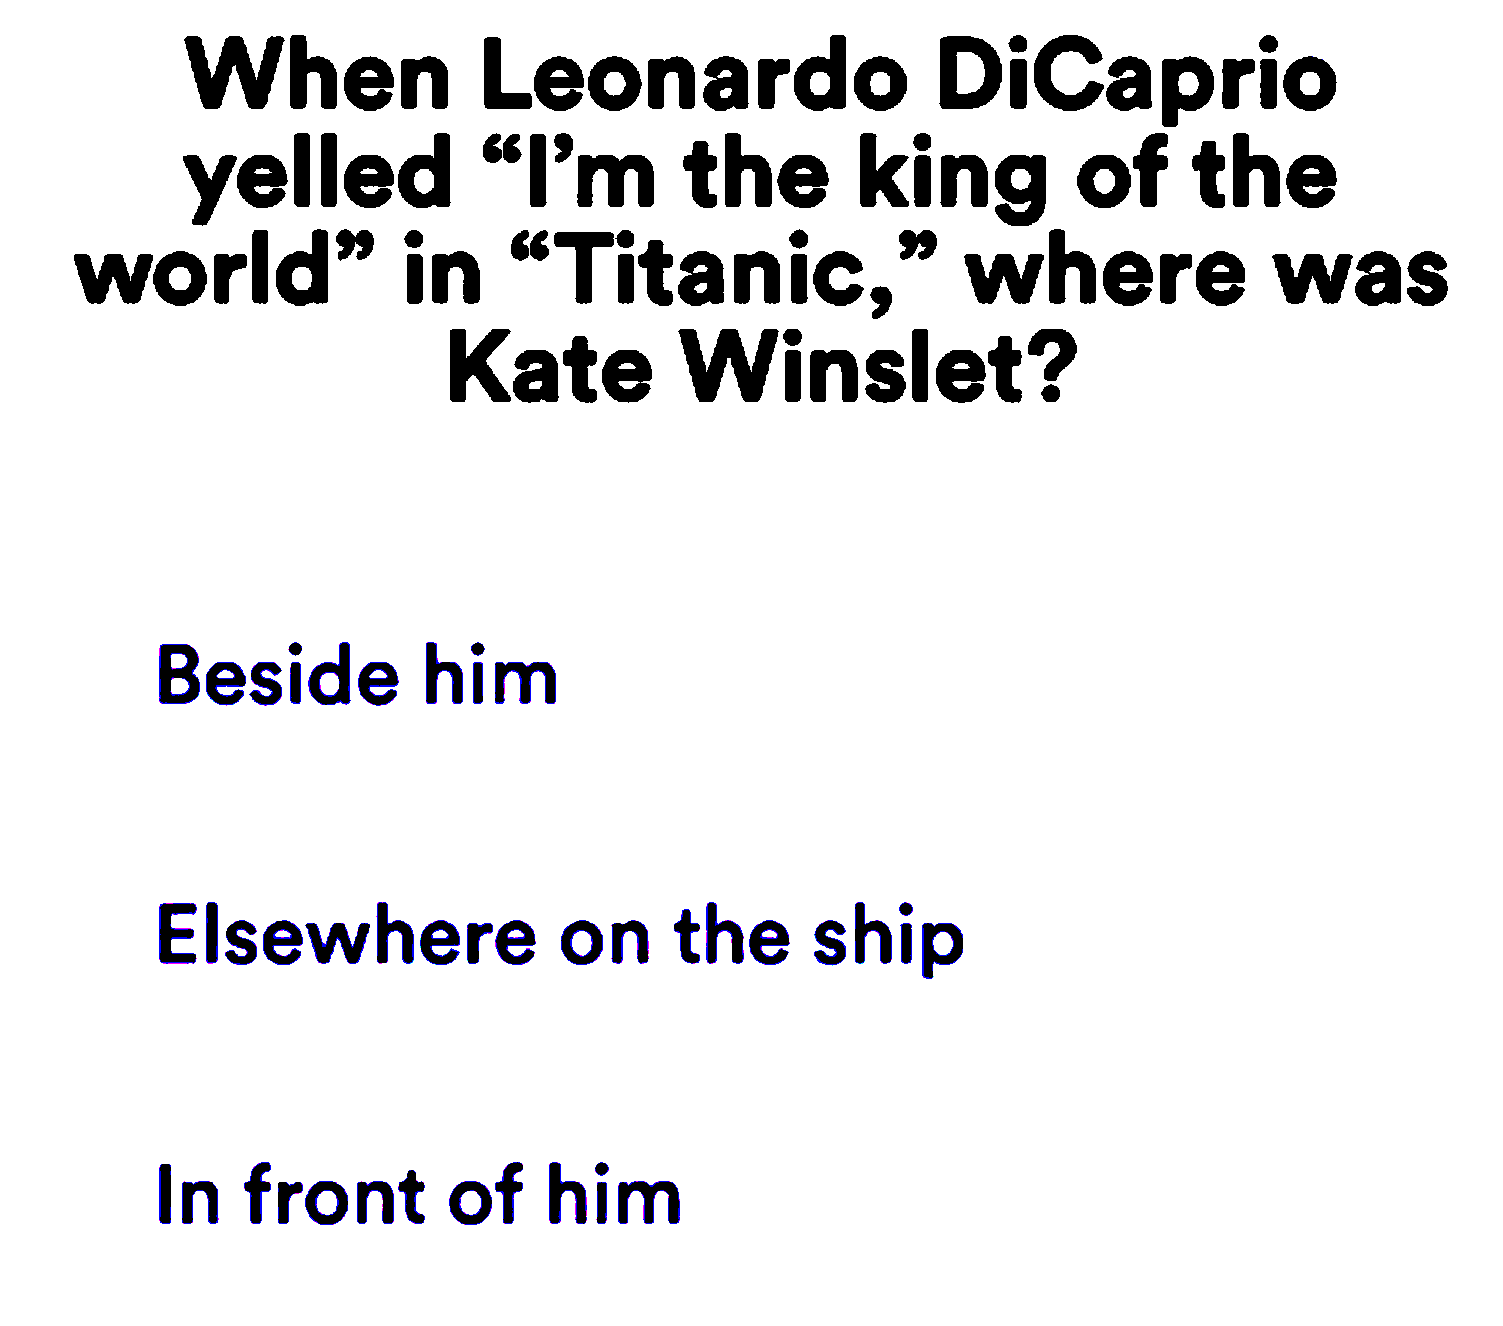 When Leonardo DiCaprio
yelled “I’m the king of the
world” in “Titanic,” where was
Kate Winslet?
Beside him
Elsewhere on the ship
In front of him